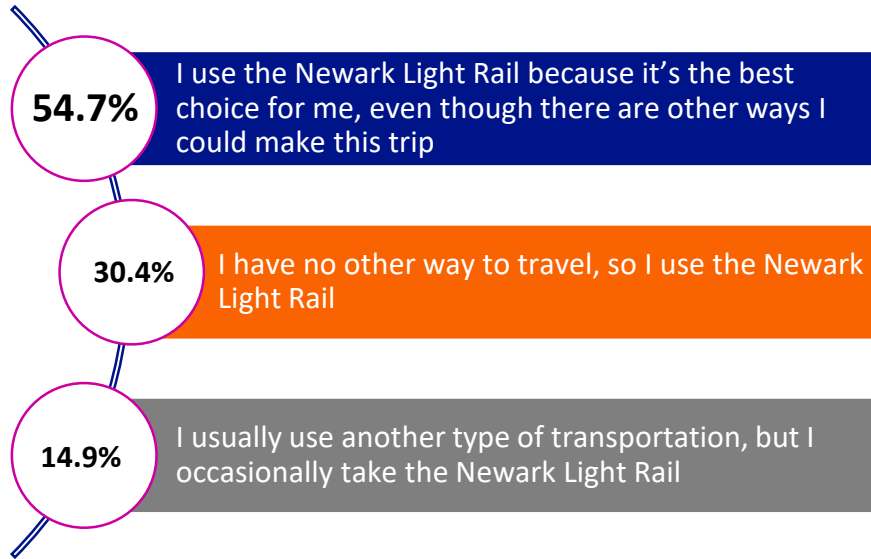 54.7%
I use the Newark Light Rail because it’s the best
choice for me, even though there are other ways I
could make this trip
30.4%
I have no other way to travel, so I use the Newark
Light Rail
14.9%
I usually use another type of transportation, but I
occasionally take the Newark Light Rail